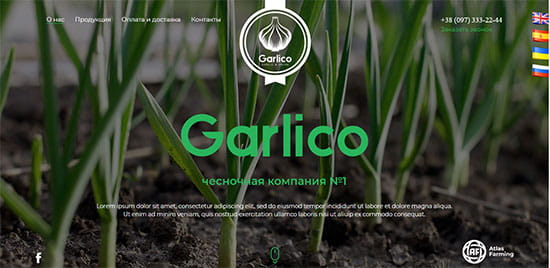 О нас Продукция Оплата и доставка Контакты
+38 (097) 333-22-44
Заказать звонок
Garlico
Garlico
чесночная компания №1
Lorem ipsum dolor sit amet, consectetur adipiscing elit, sed do eiusmod tempor incididunt ut labore et dolore magna aliqua.
Ut enim ad minim veniam, quis nostrud exercitation ullamco laboris nisi ut aliquip ex commodo consequat.
f
IAF Atlas
Farming